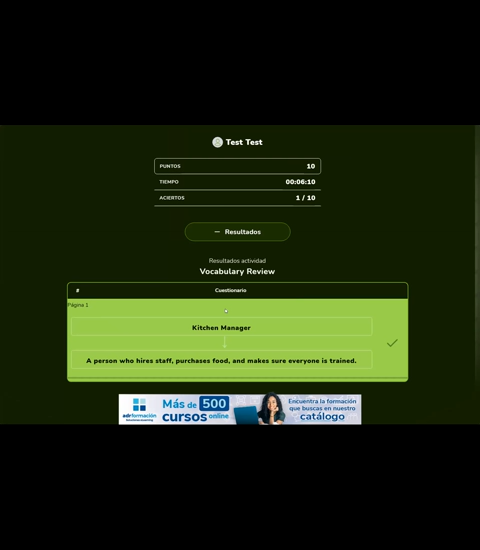 Test Test
PUNTOS 10
TIEMPO 00:06:10
ACIERTOS 1 / 10
— Resultados
Resultados actividad
Vocabulary Review
# Cuestionario
Página 1
Kitchen Manager
A person who hires staff, purchases food, and makes sure everyone is trained.
adrformación
Más de 500
cursos online
Encuentra la formación
que buscas en nuestro
catálogo